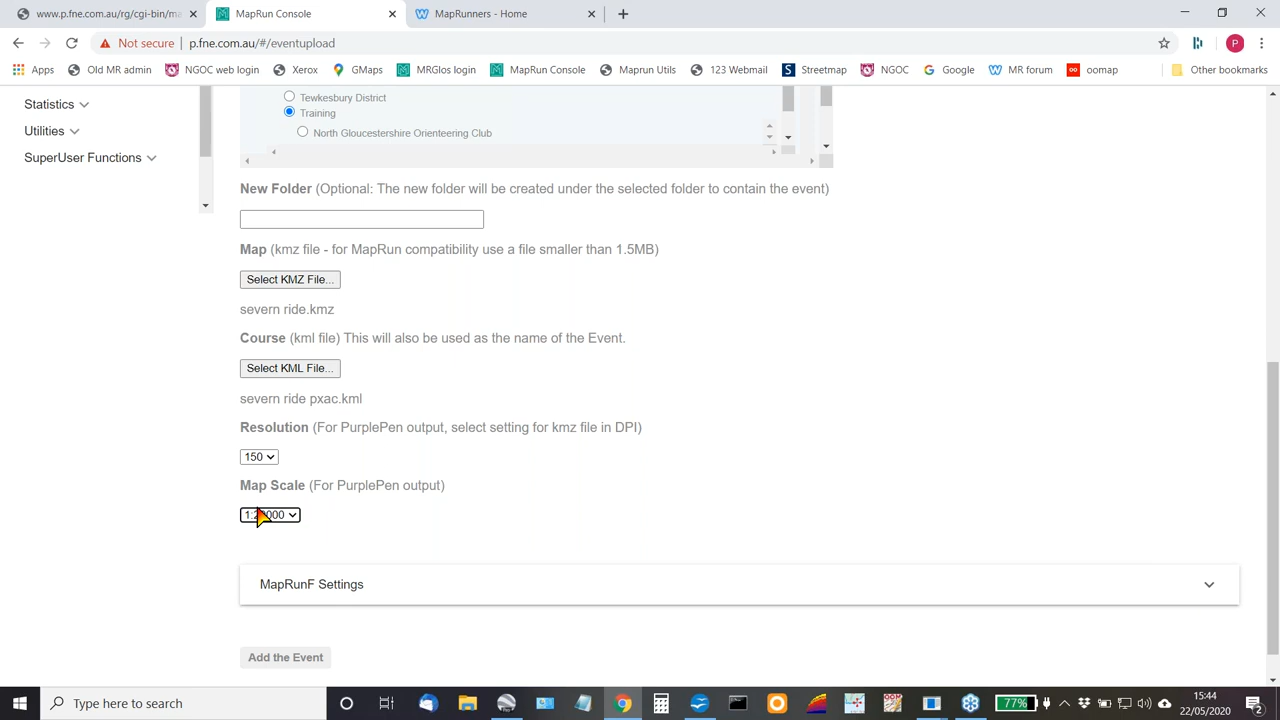 www.p.fne.com.au/rg/cgi-bin/ma
MapRun Console
MapRunners - Home
Not secure
p.fne.com.au/#/eventupload
P
Apps
Old MR admin
NGOC web login
Xerox
GMaps
MRGlos login
MapRun Console
Maprun Utils
123 Webmail
Streetmap
NGOC
Google
MR forum
oomap
Other bookmarks
Statistics
Utilities
SuperUser Functions
Tewkesbury District
Training
North Gloucestershire Orienteering Club
New Folder (Optional: The new folder will be created under the selected folder to contain the event)
Map (kmz file - for MapRun compatibility use a file smaller than 1.5MB)
Select KMZ File...
severn ride.kmz
Course (kml file) This will also be used as the name of the Event.
Select KML File...
severn ride pxac.kml
Resolution (For PurplePen output, select setting for kmz file in DPI)
150
Map Scale (For PurplePen output)
MapRunF Settings
Add the Event
Type here to search
77%
15:44
22/05/2020
2